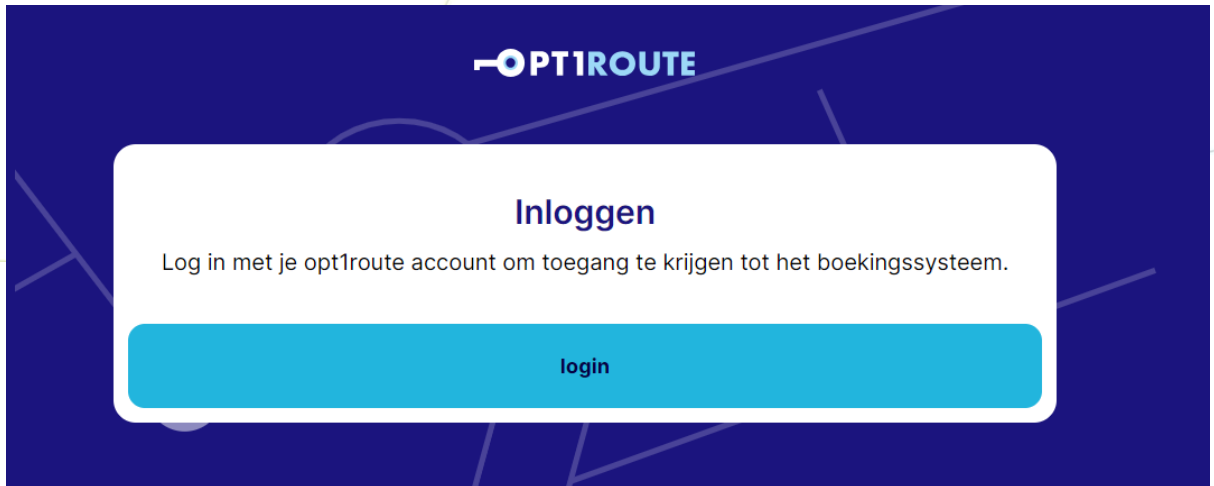 OPT1ROUTE
Inloggen
Log in met je opt1route account om toegang te krijgen tot het boekingssysteem.
login